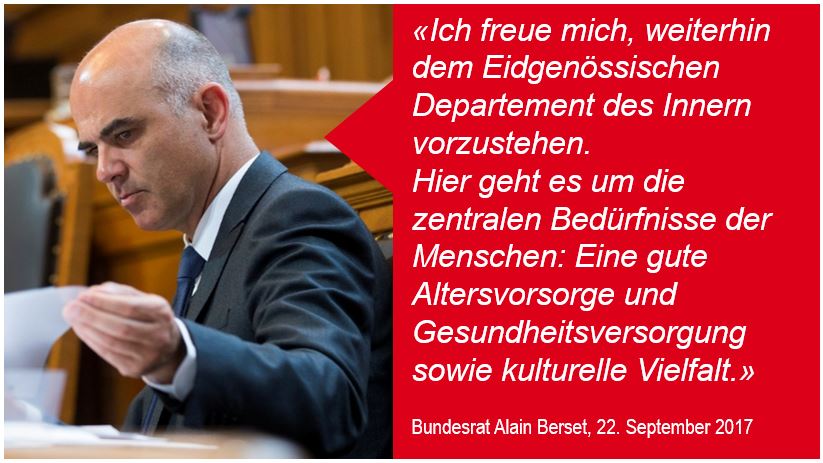 «Ich freue mich, weiterhin
dem Eidgenössischen
Departement des Innern
vorzustehen.
Hier geht es um die
zentralen Bedürfnisse der
Menschen: Eine gute
Altersvorsorge und
Gesundheitsversorgung
sowie kulturelle Vielfalt.»
Bundesrat Alain Berset, 22. September 2017